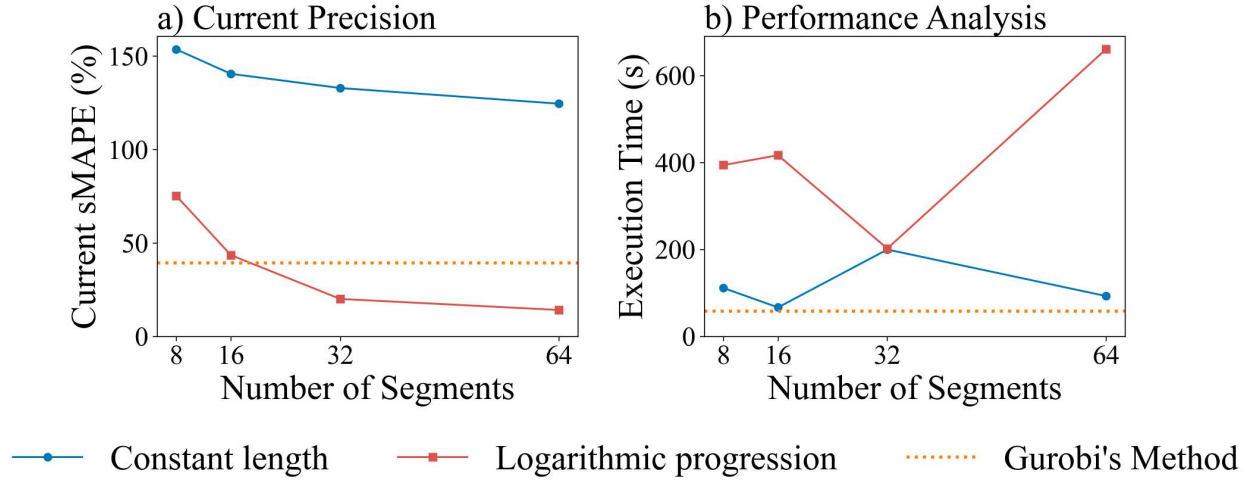 a) Current Precision
Current sMAPE (%)
150
100
50
0
8 16 32 64
Number of Segments
b) Performance Analysis
Execution Time (s)
600
400
200
0
8 16 32 64
Number of Segments
Constant length
Logarithmic progression
Gurobi's Method